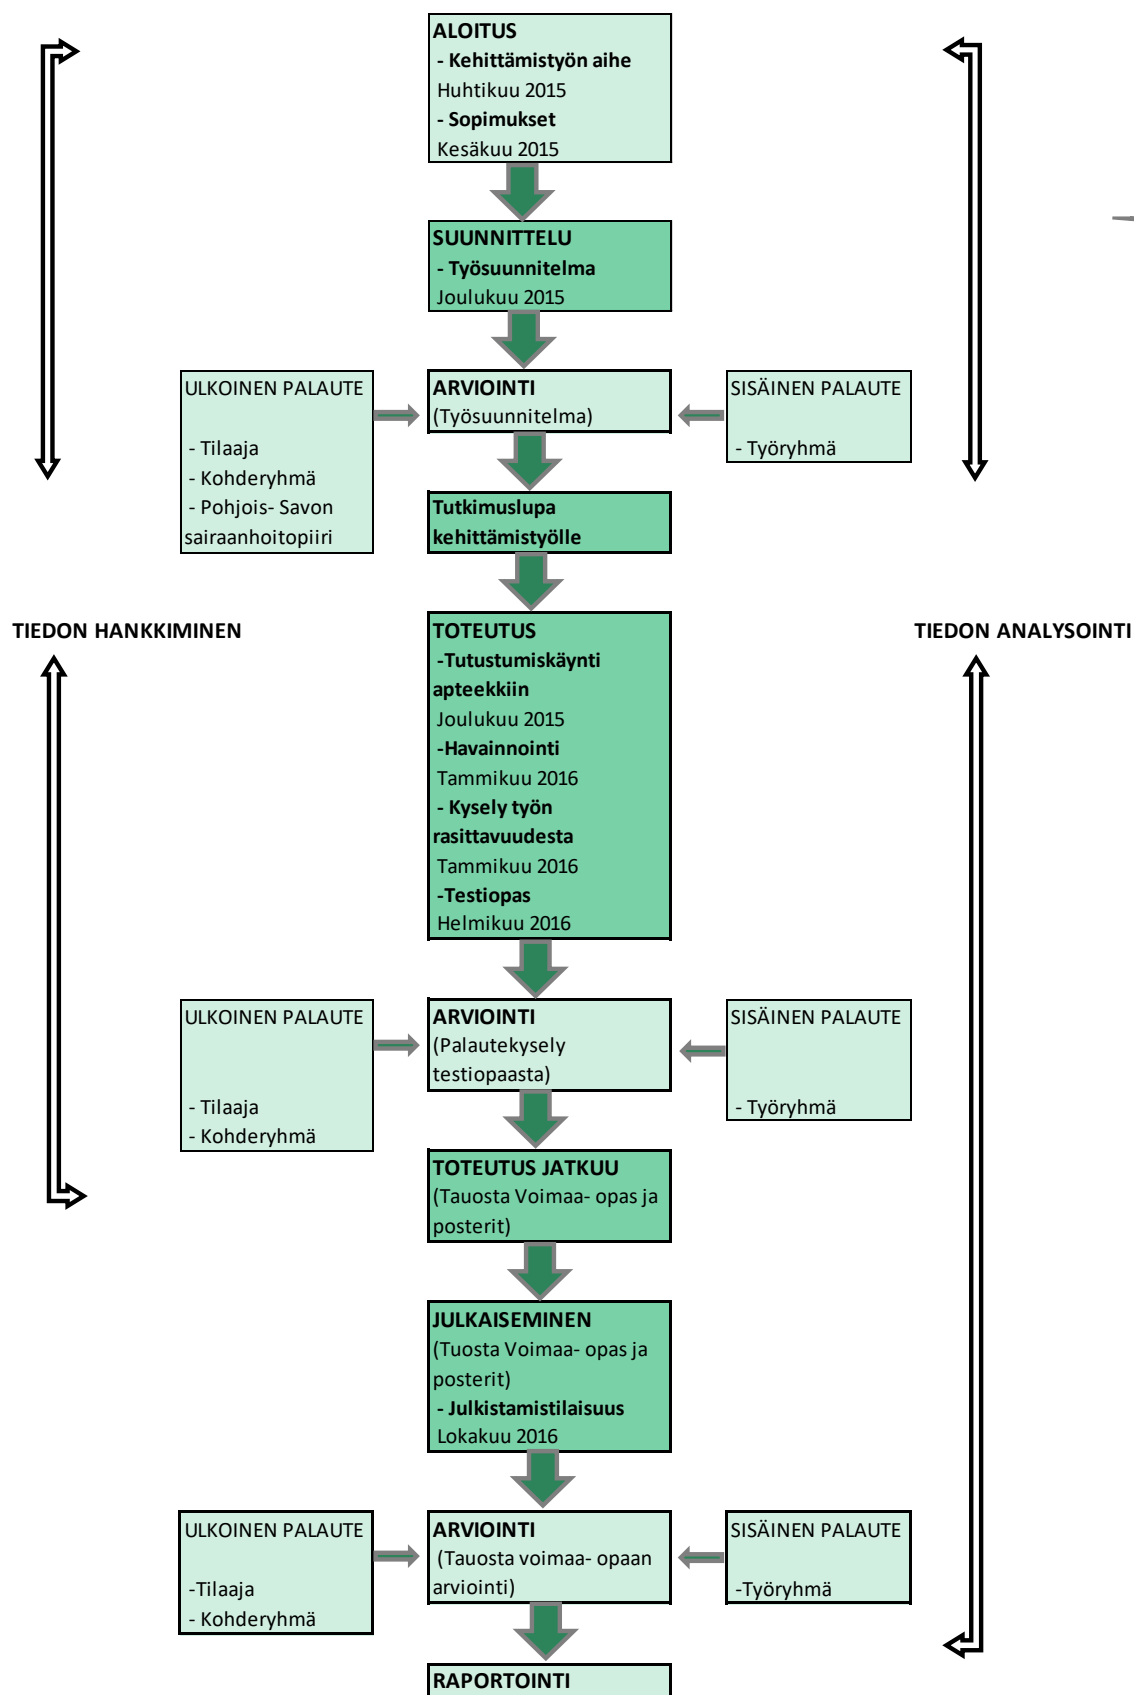 ALOITUS
- Kehittämistyön aihe
Huhtikuu 2015
- Sopimukset
Kesäkuu 2015
SUUNNITTELU
- Työsuunnitelma
Joulukuu 2015
ULKOINEN PALAUTE
- Tilaaja
- Kohderyhmä
- Pohjois- Savon
sairaanhoitopiiri
ARVIOINTI
(Työsuunnitelma)
SISÄINEN PALAUTE
- Työryhmä
Tutkimuslupa
kehittämistyölle
TIEDON HANKKIMINEN
TOTEUTUS
-Tutustumiskäynti
apteekkiin
Joulukuu 2015
-Havainnointi
Tammikuu 2016
- Kysely työn
rasittavuudesta
Tammikuu 2016
-Testiopas
Helmikuu 2016
TIEDON ANALYSOINTI
ULKOINEN PALAUTE
- Tilaaja
- Kohderyhmä
ARVIOINTI
(Palautekysely
testiopaasta)
SISÄINEN PALAUTE
- Työryhmä
TOTEUTUS JATKUU
(Tauosta Voimaa- opas ja
posterit)
JULKAISEMINEN
(Tuosta Voimaa- opas ja
posterit)
- Julkistamistilaisuus
Lokakuu 2016
ULKOINEN PALAUTE
-Tilaaja
- Kohderyhmä
ARVIOINTI
(Tauosta voimaa- opaan
arviointi)
SISÄINEN PALAUTE
-Työryhmä
RAPORTOINTI